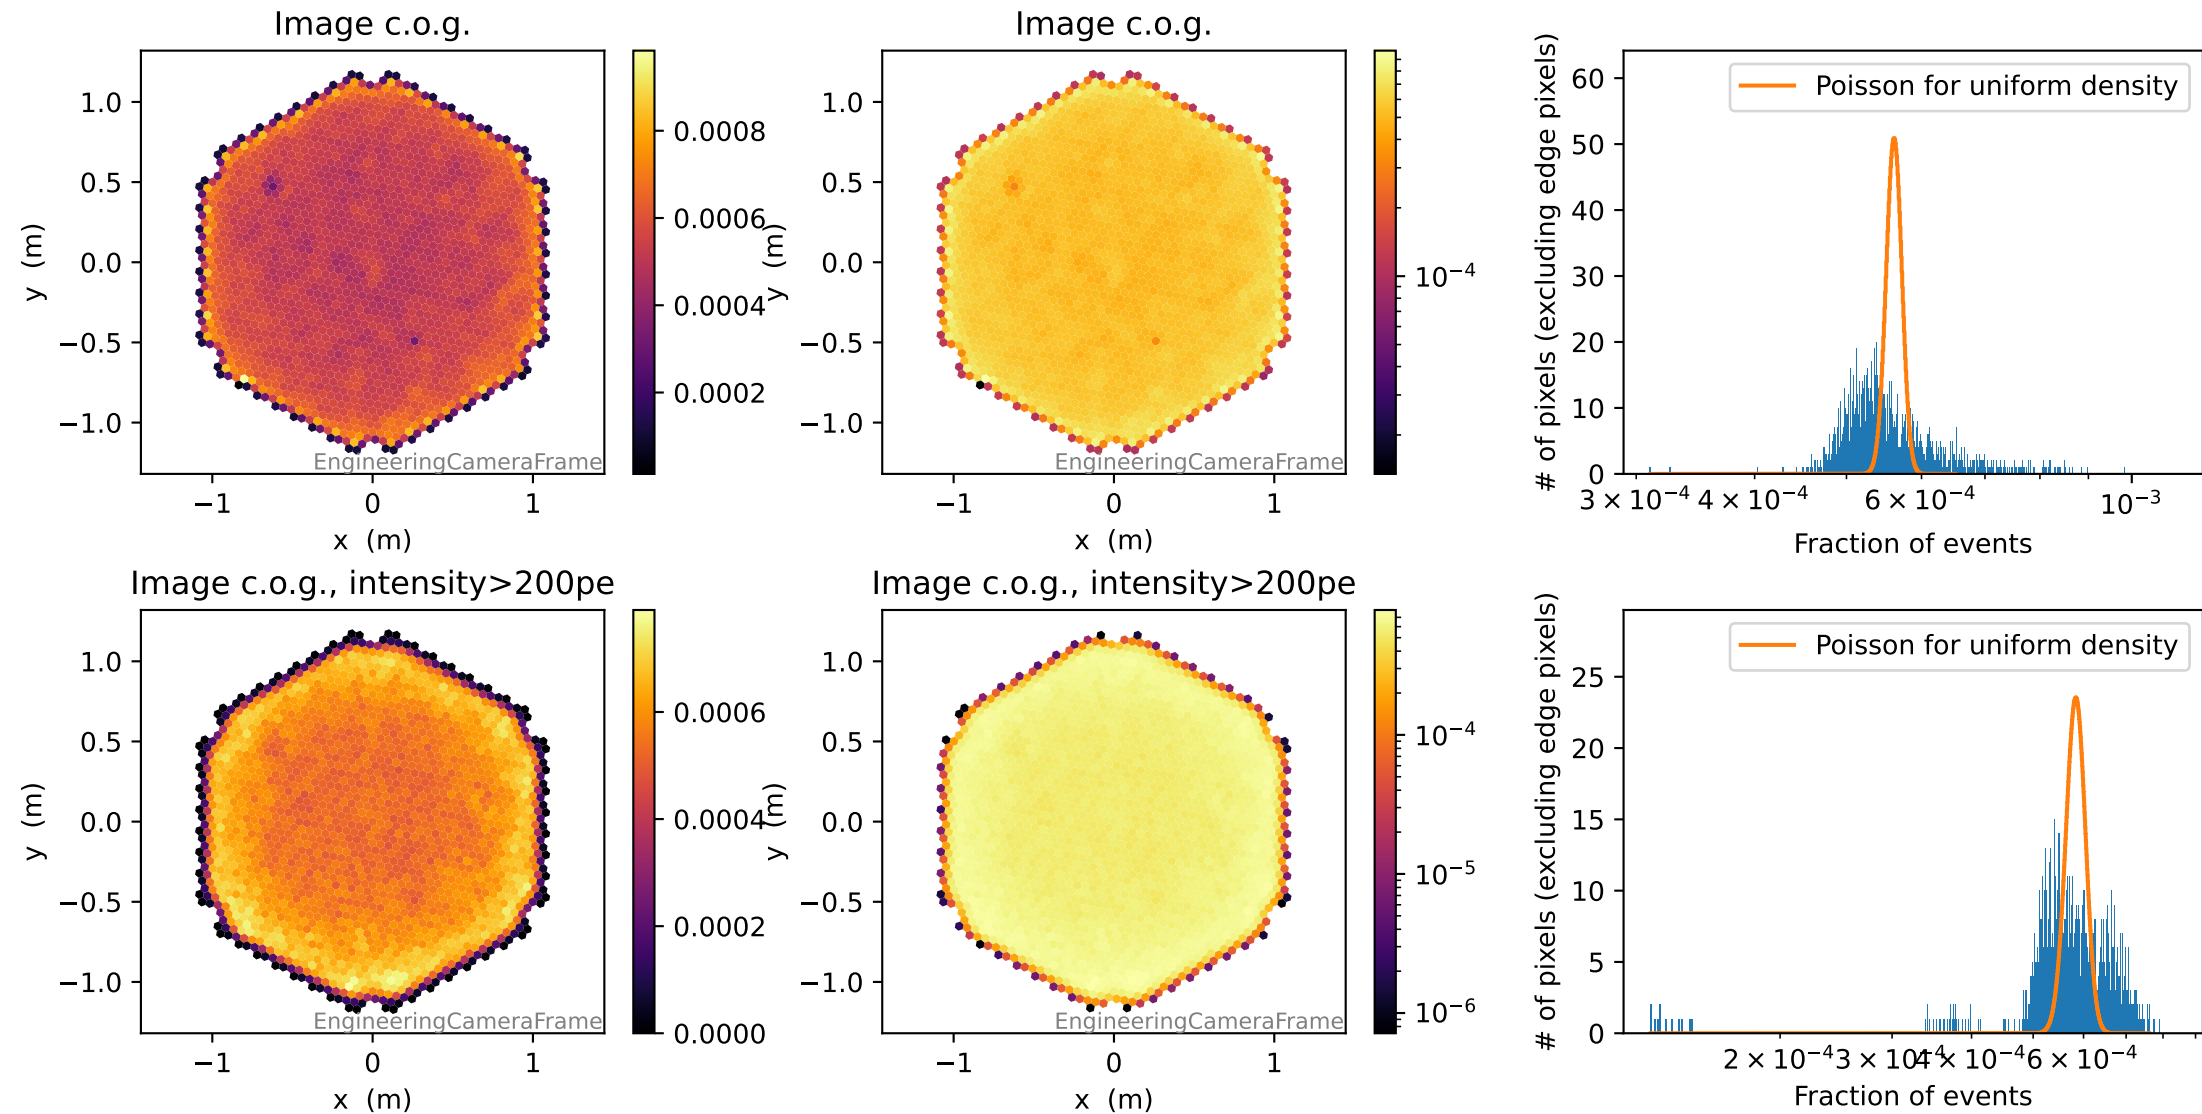 Image c.o.g.
1.0
0.5
0.0
−0.5
−1.0
y (m)
−1
0
1
x (m)
EngineeringCameraFrame
0.0008
0.0006
0.0004
0.0002
Image c.o.g.
1.0
0.5
0.0
−0.5
−1.0
y (m)
−1
0
1
x (m)
EngineeringCameraFrame
10⁻⁴
Poisson for uniform density
60
50
40
30
20
10
0
# of pixels (excluding edge pixels)
3 × 10⁻⁴
4 × 10⁻⁴
6 × 10⁻⁴
10⁻³
Fraction of events
Image c.o.g., intensity>200pe
1.0
0.5
0.0
−0.5
−1.0
y (m)
−1
0
1
x (m)
EngineeringCameraFrame
0.0006
0.0004
0.0002
0.0000
Image c.o.g., intensity>200pe
1.0
0.5
0.0
−0.5
−1.0
y (m)
−1
0
1
x (m)
EngineeringCameraFrame
10⁻⁴
10⁻⁵
10⁻⁶
Poisson for uniform density
25
20
15
10
5
0
# of pixels (excluding edge pixels)
2 × 10⁻⁴
3 × 10⁻⁴
4 × 10⁻⁴
6 × 10⁻⁴
Fraction of events